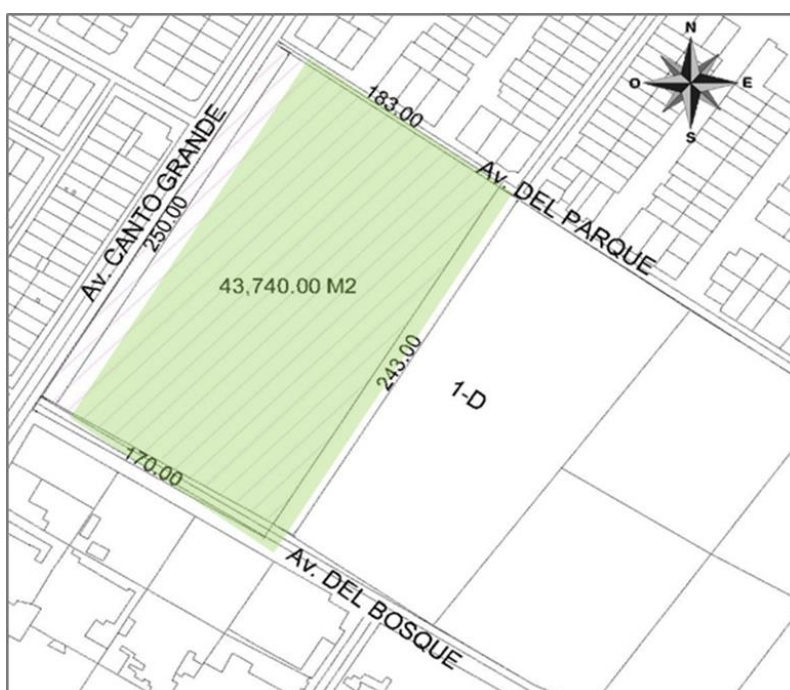 N
O
E
S
183.00
Av. DEL PARQUE
Av. CANTO GRANDE
250.00
43,740.00 M2
243.00
1-D
170.00
Av. DEL BOSQUE